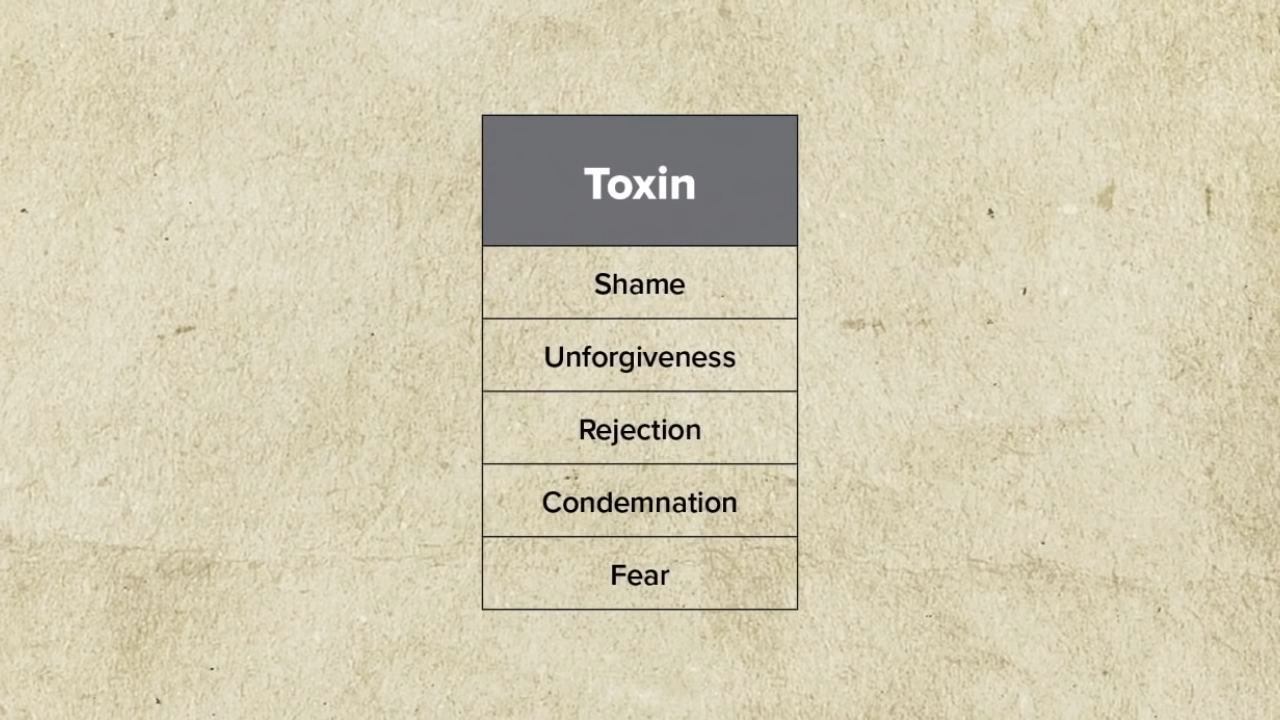 Toxin
Shame
Unforgiveness
Rejection
Condemnation
Fear